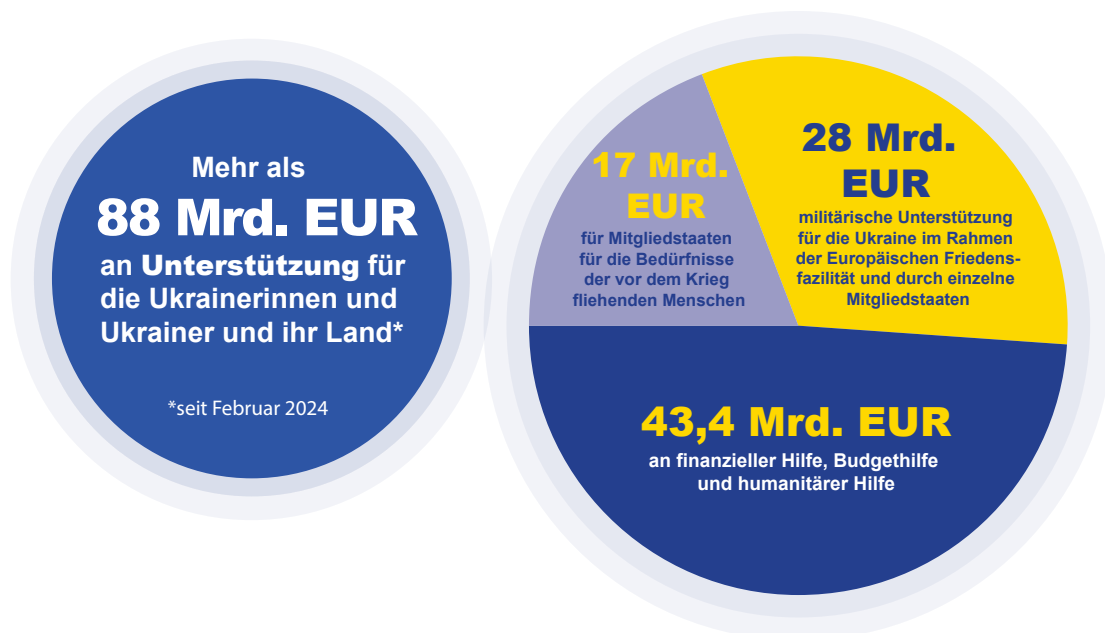 Mehr als
88 Mrd. EUR
an Unterstützung für
die Ukrainerinnen und
Ukrainer und ihr Land*
*seit Februar 2024
17 Mrd.
EUR
für Mitgliedstaaten
für die Bedürfnisse
der vor dem Krieg
fliehenden Menschen
28 Mrd.
EUR
militärische Unterstützung
für die Ukraine im Rahmen
der Europäischen Friedens-
fazilität und durch einzelne
Mitgliedstaaten
43,4 Mrd. EUR
an finanzieller Hilfe, Budgethilfe
und humanitärer Hilfe